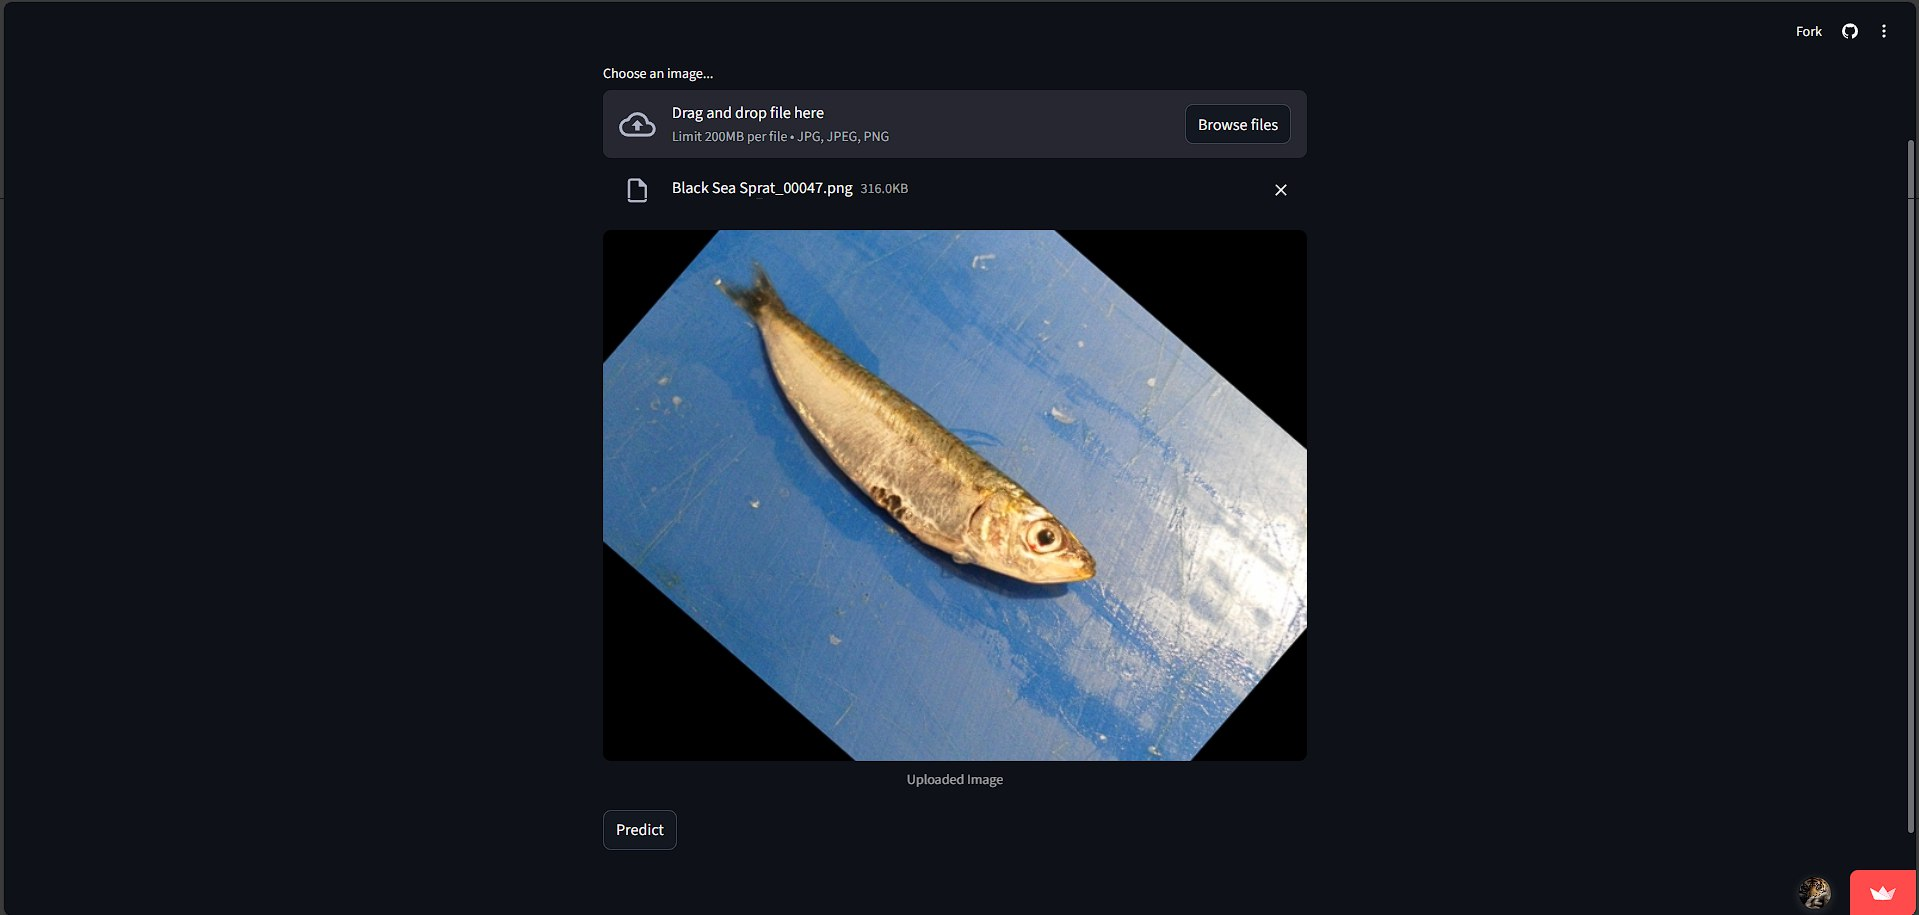 Fork
Choose an image...
Drag and drop file here
Limit 200MB per file • JPG, JPEG, PNG
Browse files
Black Sea Sprat_00047.png 316.0KB
Uploaded Image
Predict